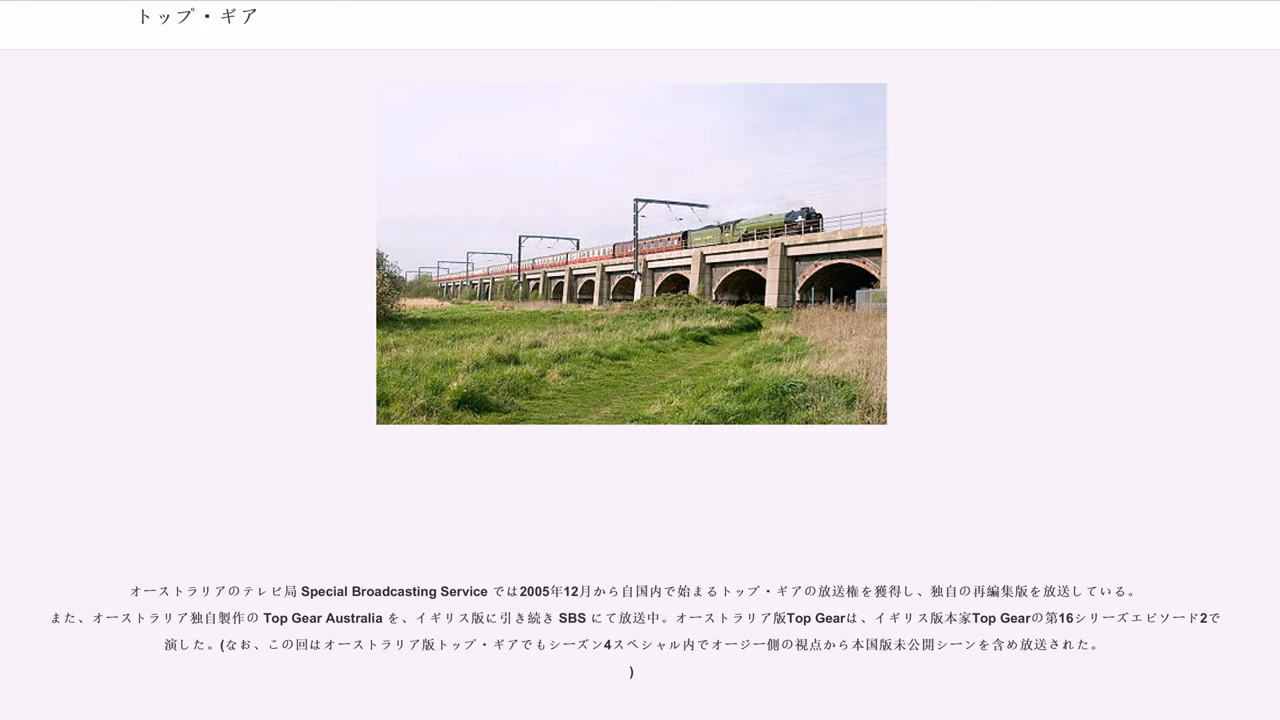 トップ・ギア
オーストラリアのテレビ局 Special Broadcasting Service では2005年12月から自国内で始まるトップ・ギアの放送権を獲得し、独自の再編集版を放送している。
また、オーストラリア独自製作の Top Gear Australia を、イギリス版に引き続き SBS にて放送中。オーストラリア版Top Gearは、イギリス版本家Top Gearの第16シリーズエピソード2で
演した。(なお、この回はオーストラリア版トップ・ギアでもシーズン4スペシャル内でオージー側の視点から本国版未公開シーンを含め放送された。
)